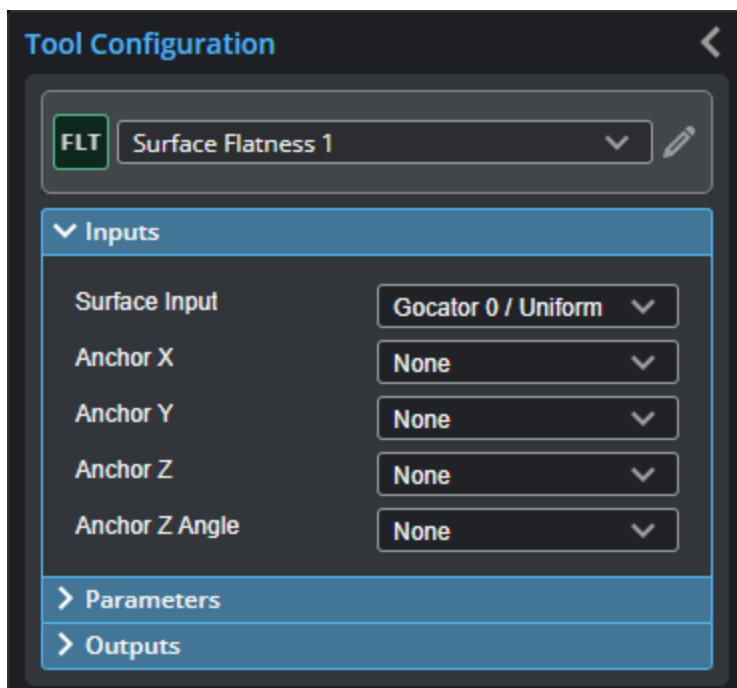 Tool Configuration
FLT Surface Flatness 1
Inputs
Surface Input Gocator 0 / Uniform
Anchor X None
Anchor Y None
Anchor Z None
Anchor Z Angle None
Parameters
Outputs